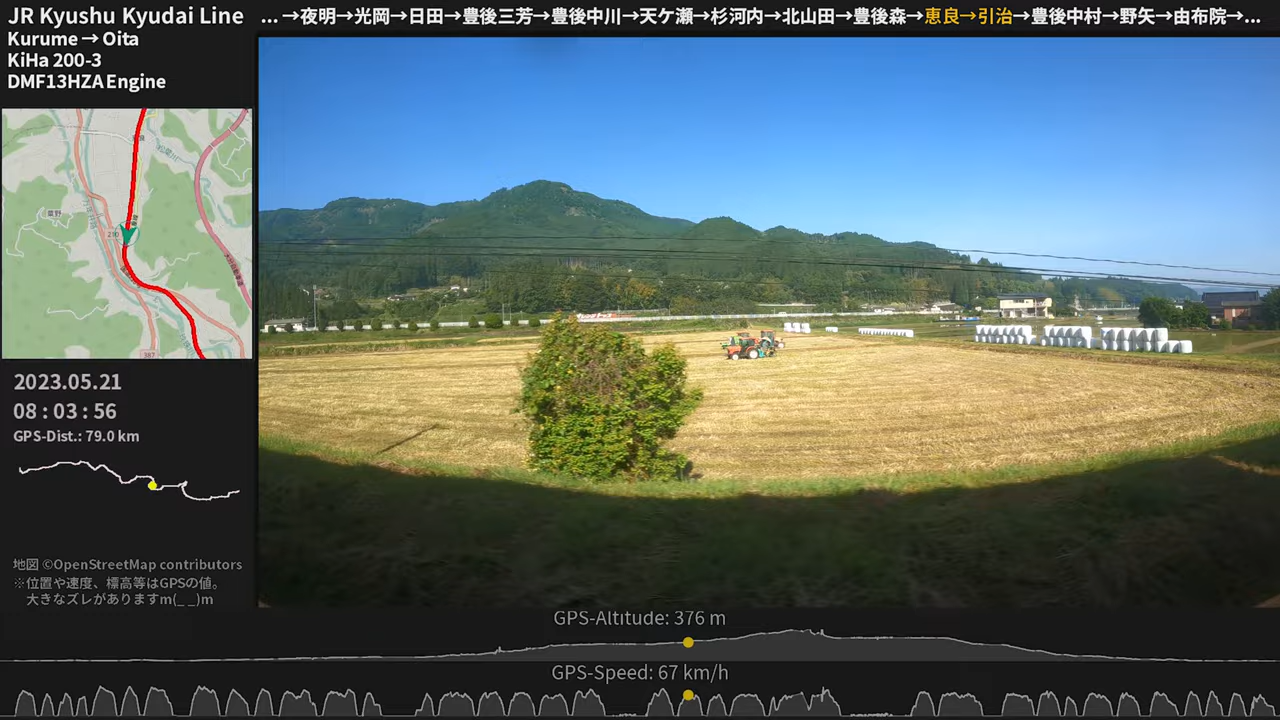 JR Kyushu Kyudai Line
Kurume → Oita
KiHa 200-3
DMF13HZA Engine
... →夜明→光岡→日田→豊後三芳→豊後中川→天ケ瀬→杉河内→北山田→豊後森→恵良→引治→豊後中村→野矢→由布院→...
210
387
2023.05.21
08 : 03 : 56
GPS-Dist.: 79.0 km
地図 ©OpenStreetMap contributors
※位置や速度、標高等はGPSの値。
大きなズレがありますm(_ _)m
GPS-Altitude: 376 m
GPS-Speed: 67 km/h